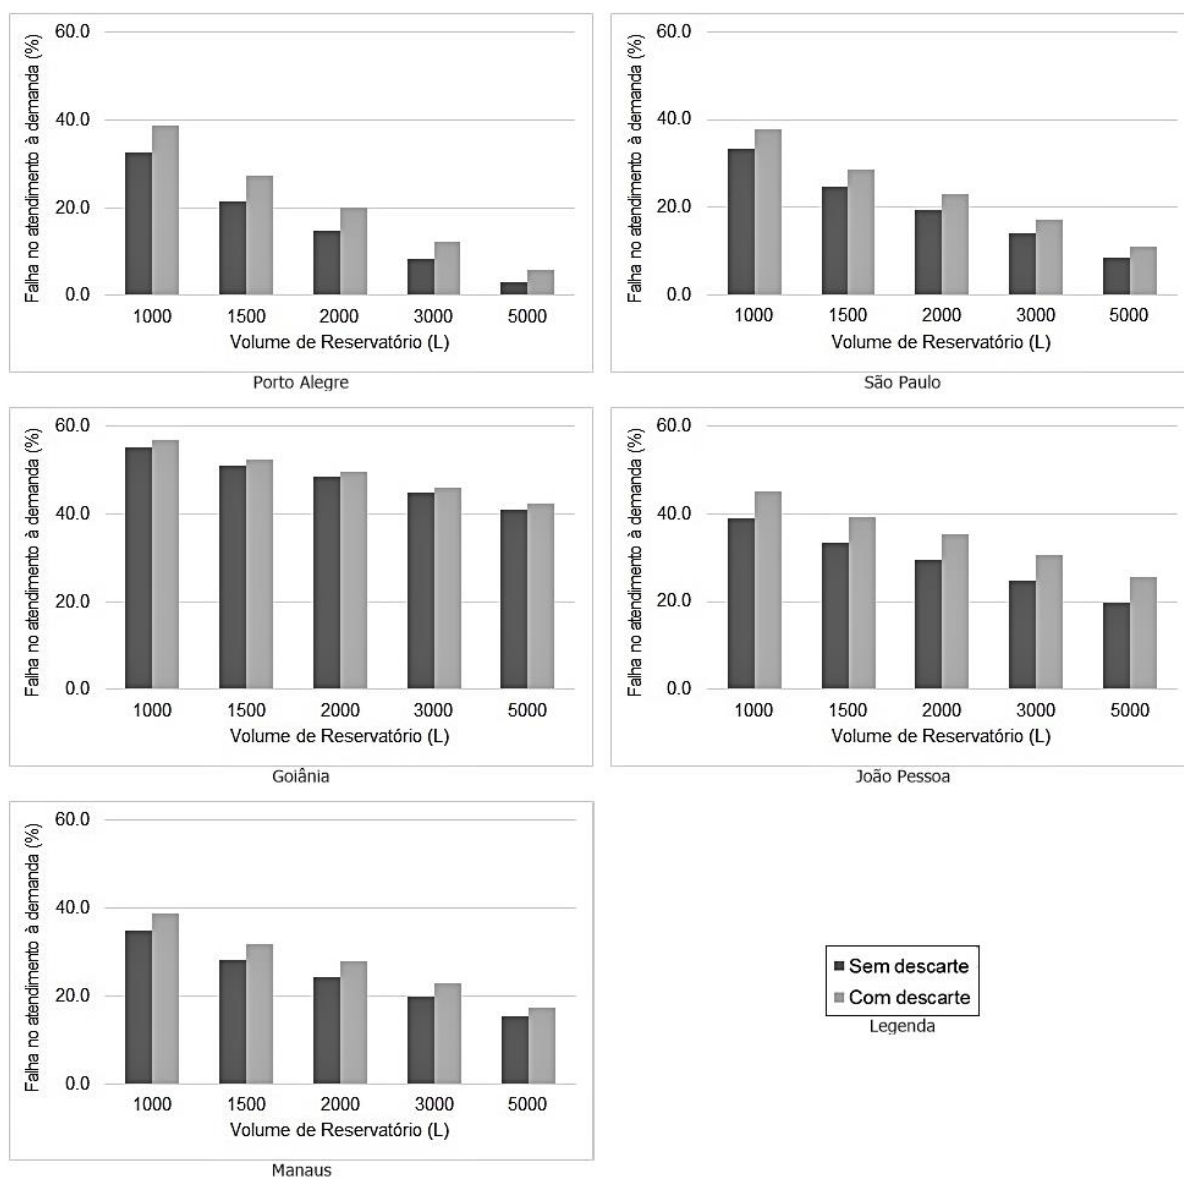 Falha no atendimento à demanda (%)
60.0
40.0
20.0
0.0
1000 1500 2000 3000 5000
Volume de Reservatório (L)
Porto Alegre
Falha no atendimento à demanda (%)
60.0
40.0
20.0
0.0
1000 1500 2000 3000 5000
Volume de Reservatório (L)
São Paulo
Falha no atendimento à demanda (%)
60.0
40.0
20.0
0.0
1000 1500 2000 3000 5000
Volume de Reservatório (L)
Goiânia
Falha no atendimento à demanda (%)
60.0
40.0
20.0
0.0
1000 1500 2000 3000 5000
Volume de Reservatório (L)
João Pessoa
Falha no atendimento à demanda (%)
60.0
40.0
20.0
0.0
1000 1500 2000 3000 5000
Volume de Reservatório (L)
Manaus
Sem descarte
Com descarte
Legenda